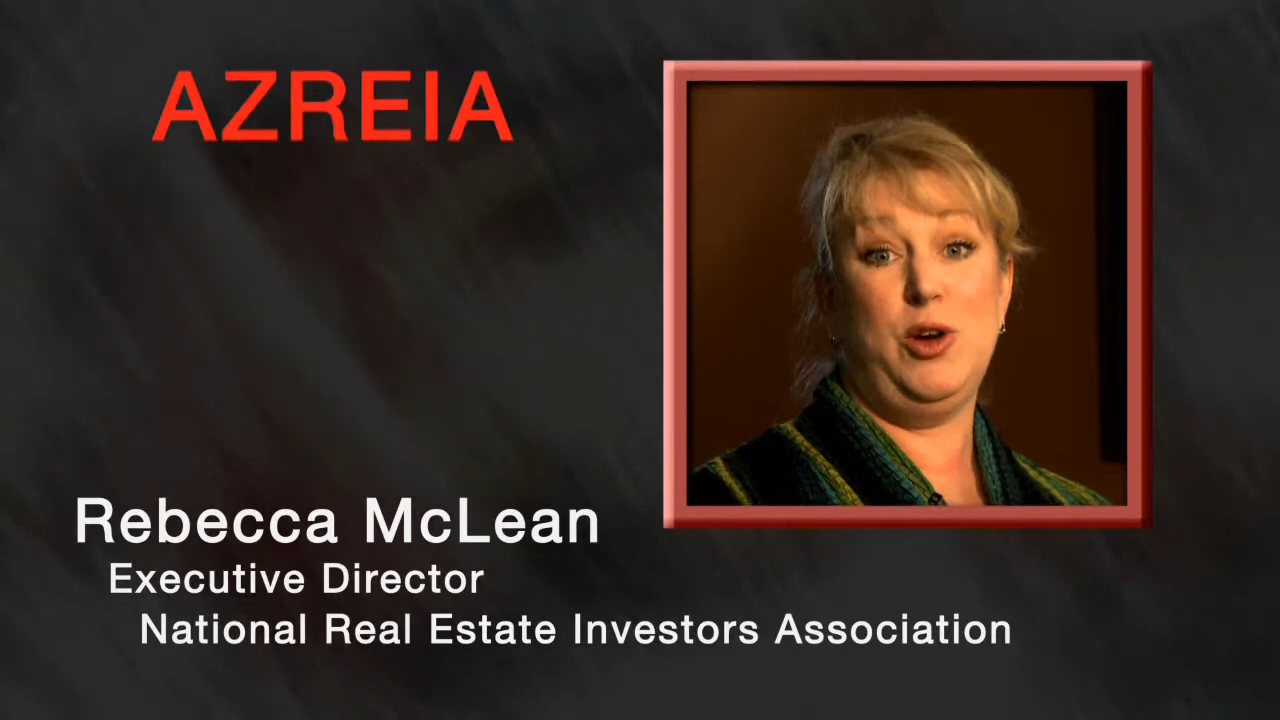 AZREIA
Rebecca McLean
Executive Director
National Real Estate Investors Association